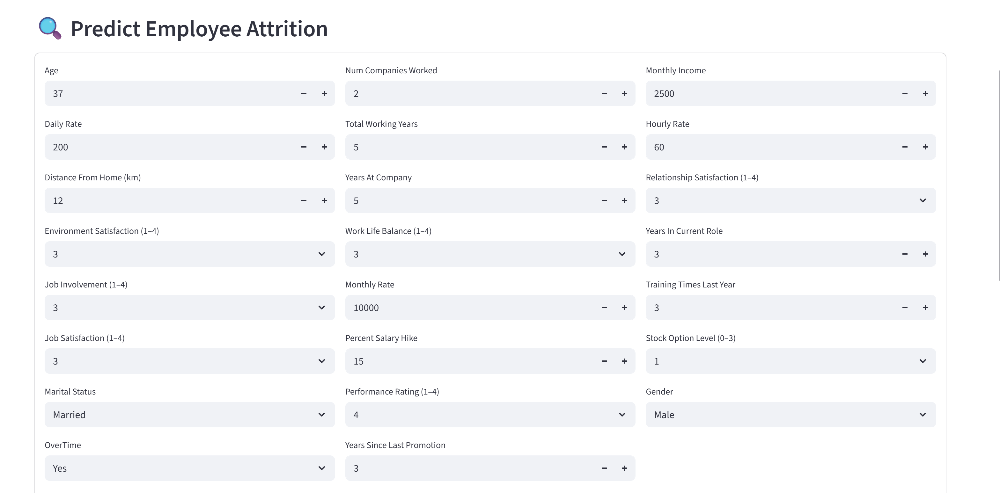 Predict Employee Attrition
Age
37
Num Companies Worked
2
Monthly Income
2500
Daily Rate
200
Total Working Years
5
Hourly Rate
60
Distance From Home (km)
12
Years At Company
5
Relationship Satisfaction (1–4)
3
Environment Satisfaction (1–4)
3
Work Life Balance (1–4)
3
Years In Current Role
3
Job Involvement (1–4)
3
Monthly Rate
10000
Training Times Last Year
3
Job Satisfaction (1–4)
3
Percent Salary Hike
15
Stock Option Level (0–3)
1
Marital Status
Married
Performance Rating (1–4)
4
Gender
Male
OverTime
Yes
Years Since Last Promotion
3